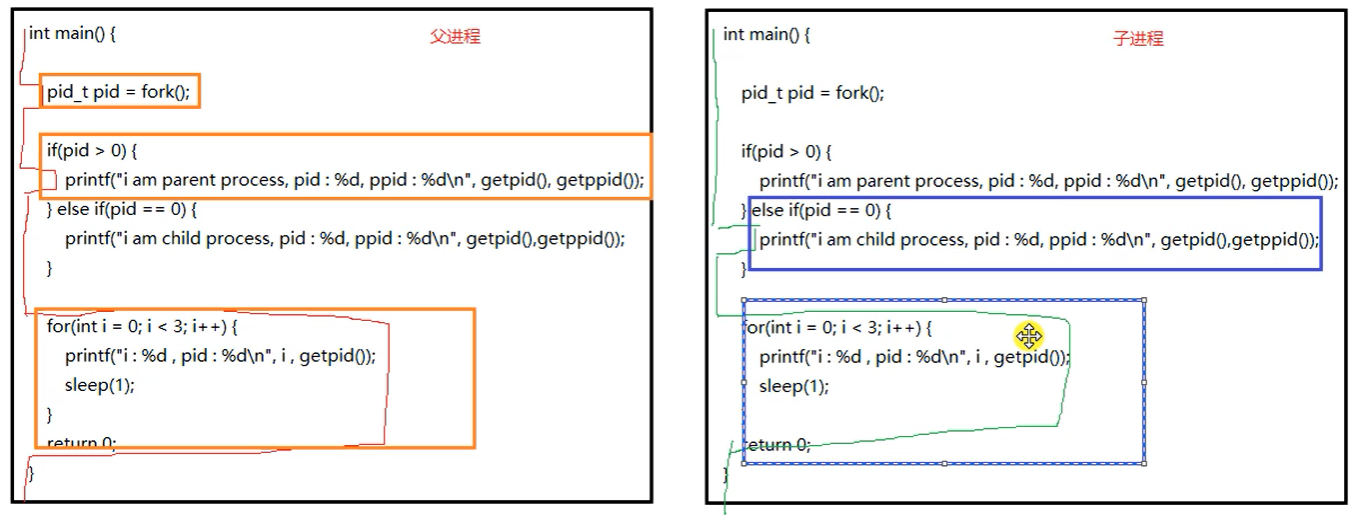 int main() {
父进程
pid_t pid = fork();
if(pid > 0) {
printf("i am parent process, pid : %d, ppid : %d\n", getpid(), getppid());
} else if(pid == 0) {
printf("i am child process, pid : %d, ppid : %d\n", getpid(),getppid());
}
for(int i = 0; i < 3; i++) {
printf("i : %d , pid : %d\n", i , getpid());
sleep(1);
}
return 0;
}
int main() {
子进程
pid_t pid = fork();
if(pid > 0) {
printf("i am parent process, pid : %d, ppid : %d\n", getpid(), getppid());
} else if(pid == 0) {
printf("i am child process, pid : %d, ppid : %d\n", getpid(),getppid());
}
for(int i = 0; i < 3; i++) {
printf("i : %d , pid : %d\n", i , getpid());
sleep(1);
return 0;
}